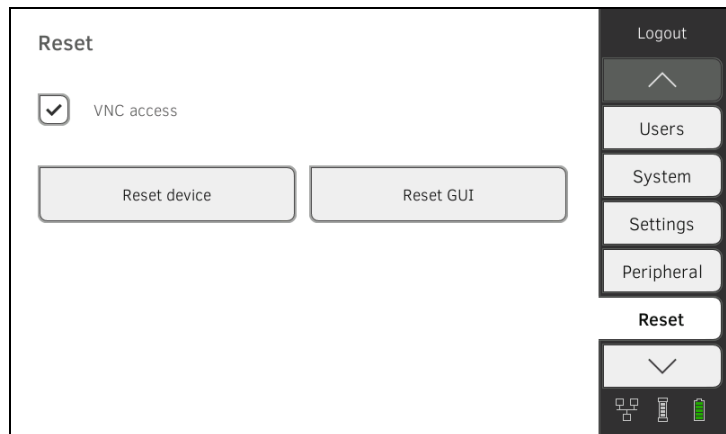 Reset
VNC access
Reset device
Reset GUI
Logout
Users
System
Settings
Peripheral
Reset